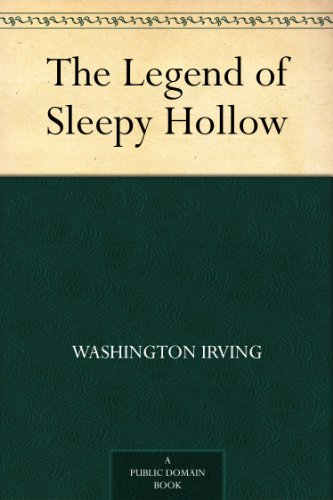 The Legend of
Sleepy Hollow
WASHINGTON IRVING
A
PUBLIC DOMAIN
BOOK